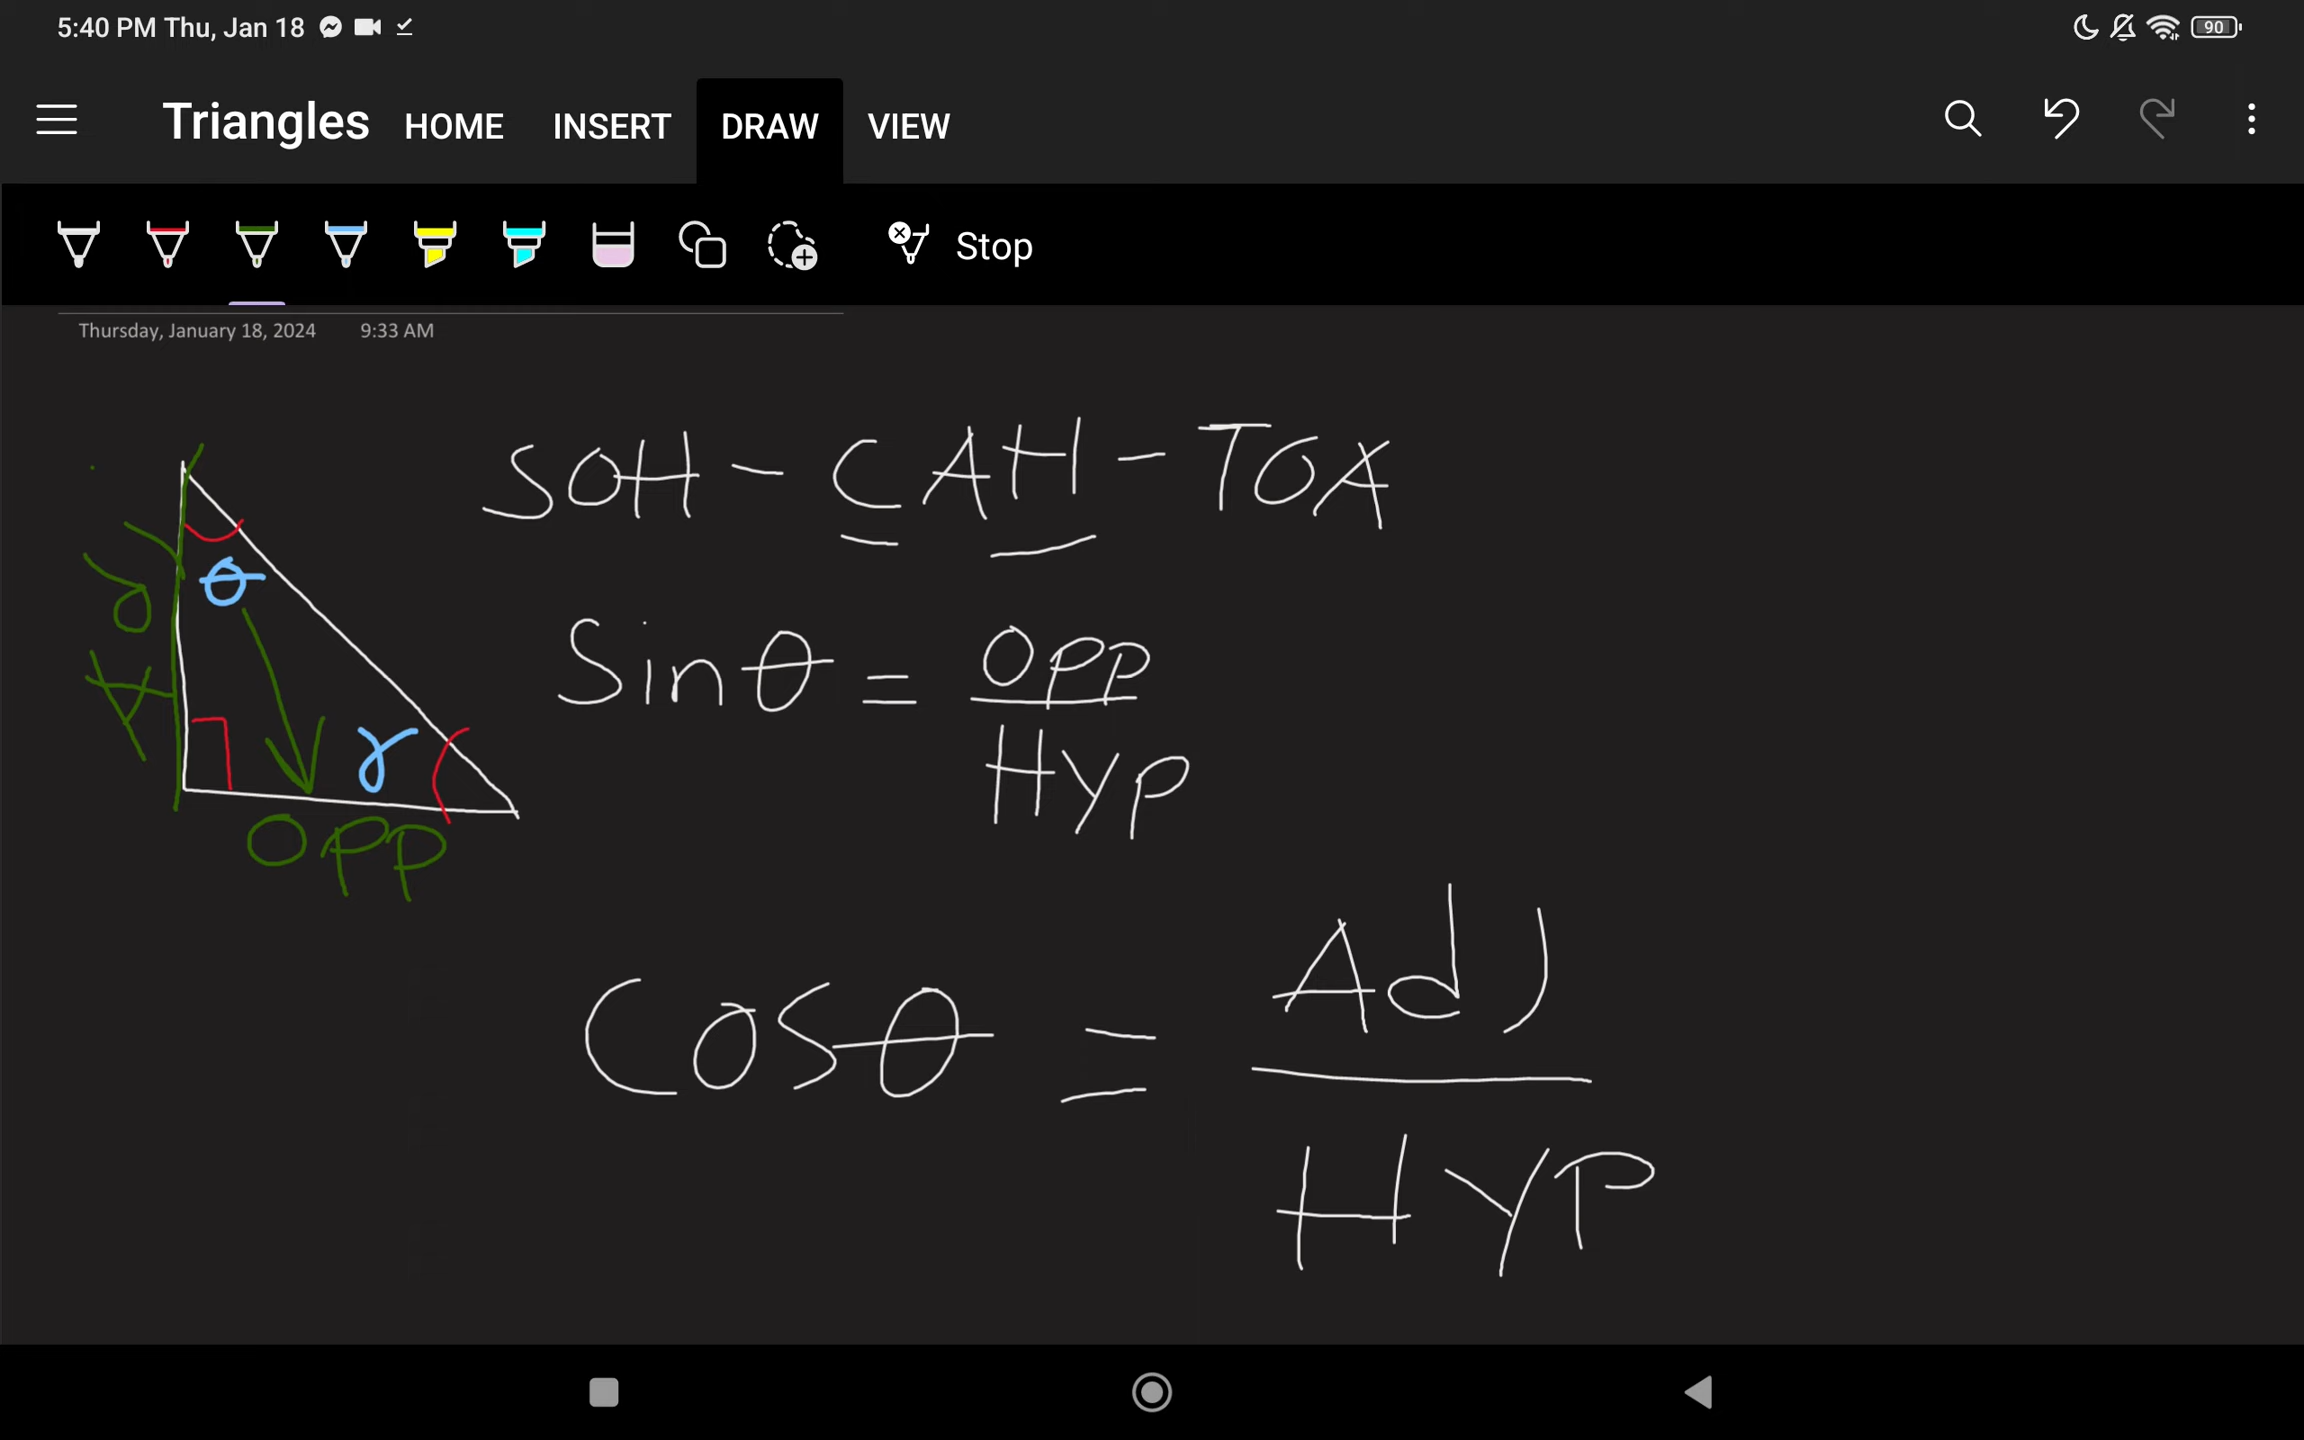 5:40 PM Thu, Jan 18
90
Triangles HOME INSERT DRAW VIEW
Stop
Thursday, January 18, 2024 9:33 AM
SOH - CAH - TOA
θ
Adj
γ
OPP
Sinθ = OPP
HYP
Cosθ = AdJ
HYP